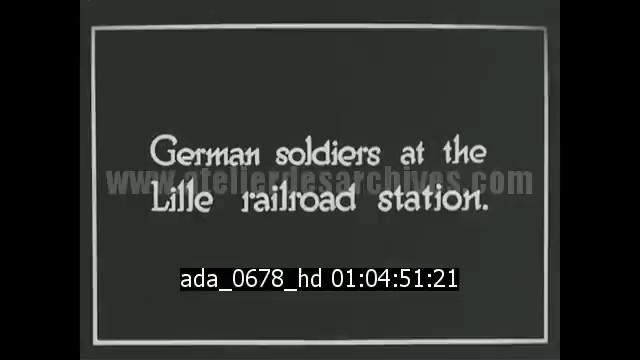 German soldiers at the
www.atelierdesarchives.com
Lille railroad station.
ada_0678_hd 01:04:51:21